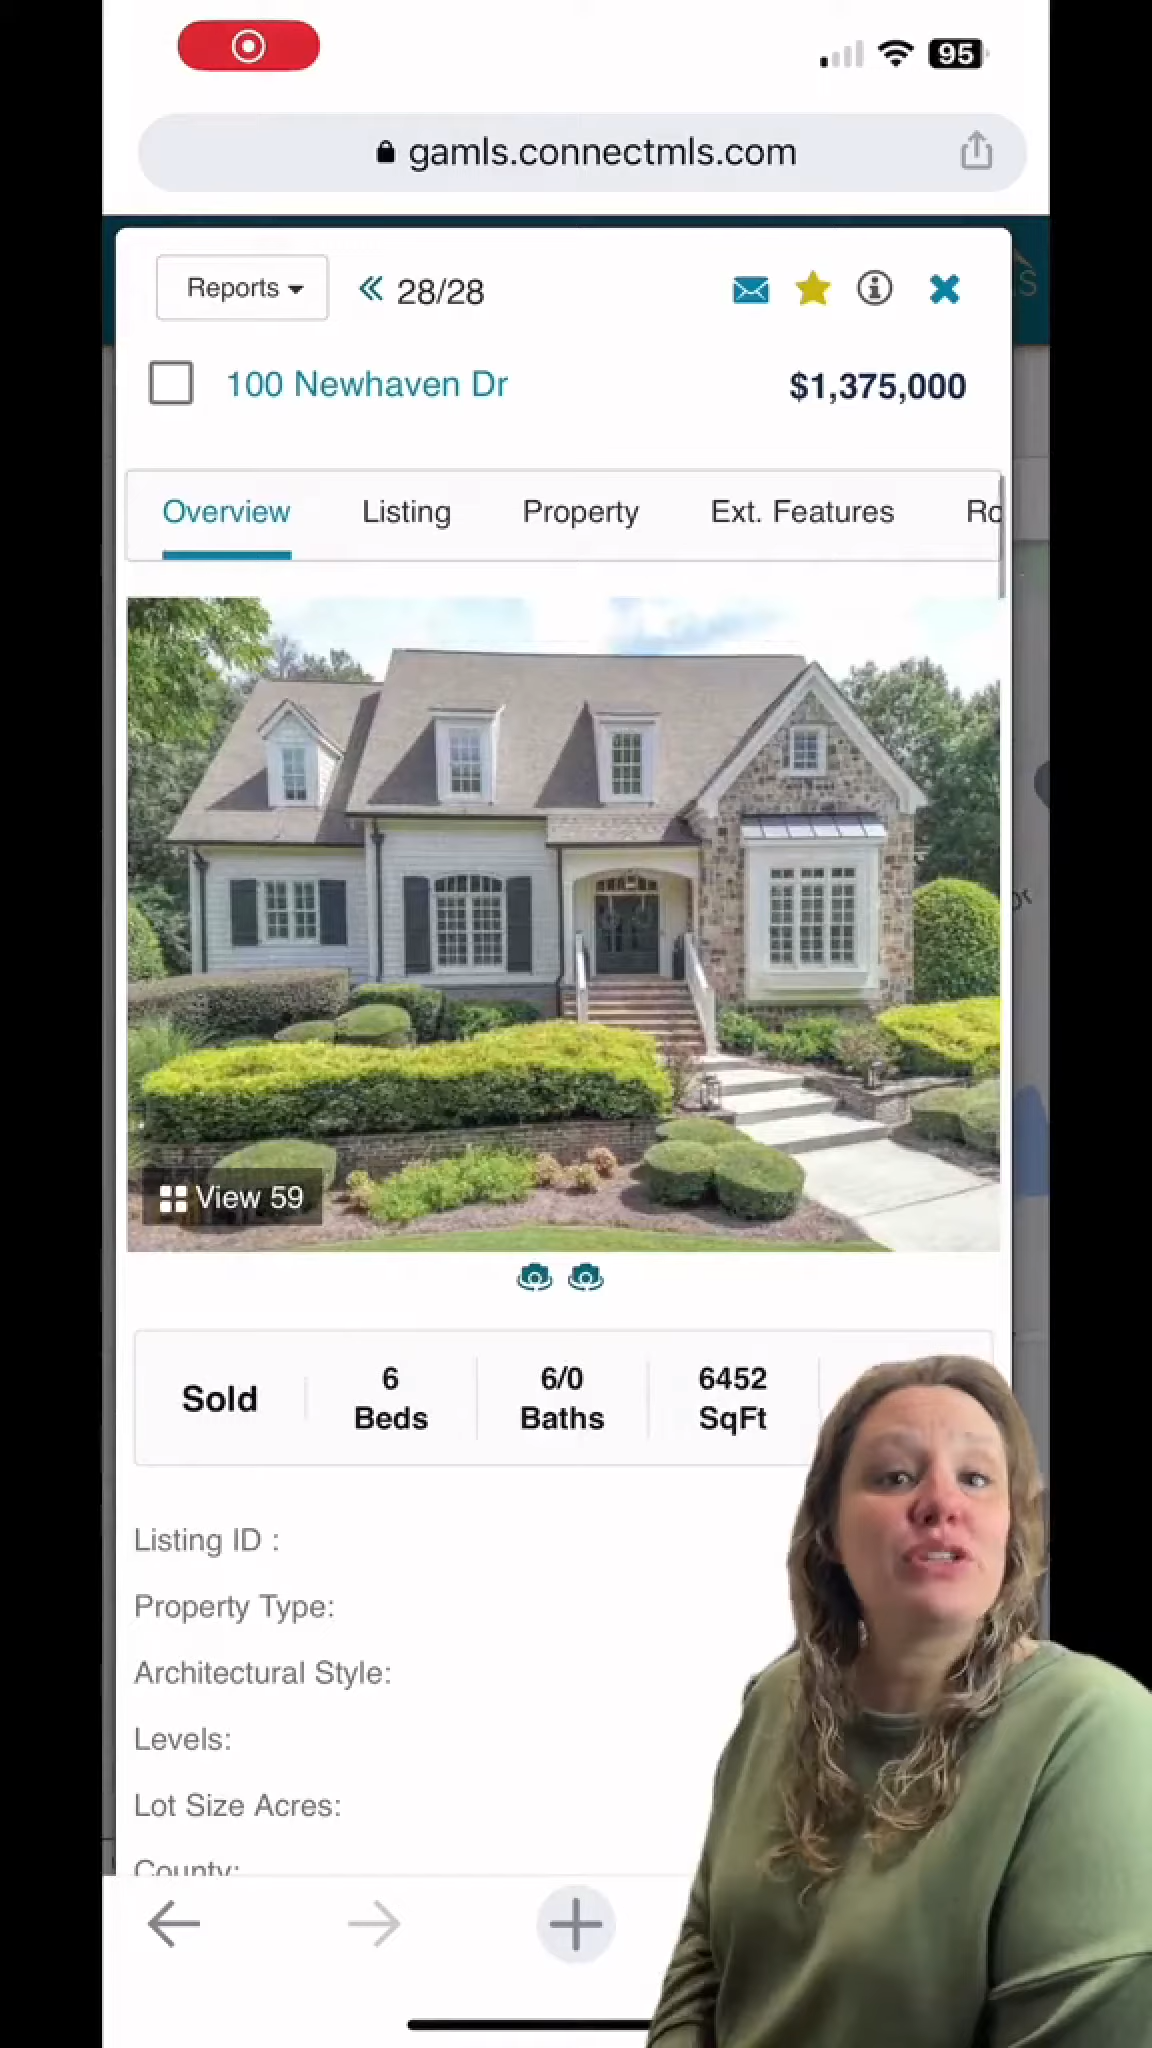 95
gamls.connectmls.com
Reports 28/28
100 Newhaven Dr $1,375,000
Overview Listing Property Ext. Features Ro
View 59
Sold 6 Beds 6/0 Baths 6452 SqFt
Listing ID :
Property Type:
Architectural Style:
Levels:
Lot Size Acres:
County: